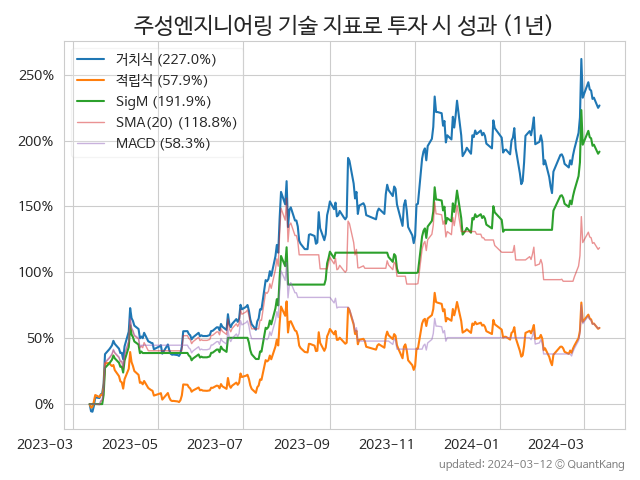 주성엔지니어링 기술 지표로 투자 시 성과 (1년)
거치식 (227.0%)
적립식 (57.9%)
SigM (191.9%)
SMA(20) (118.8%)
MACD (58.3%)
250%
200%
150%
100%
50%
0%
2023-03 2023-05 2023-07 2023-09 2023-11 2024-01 2024-03
updated: 2024-03-12 © QuantKang